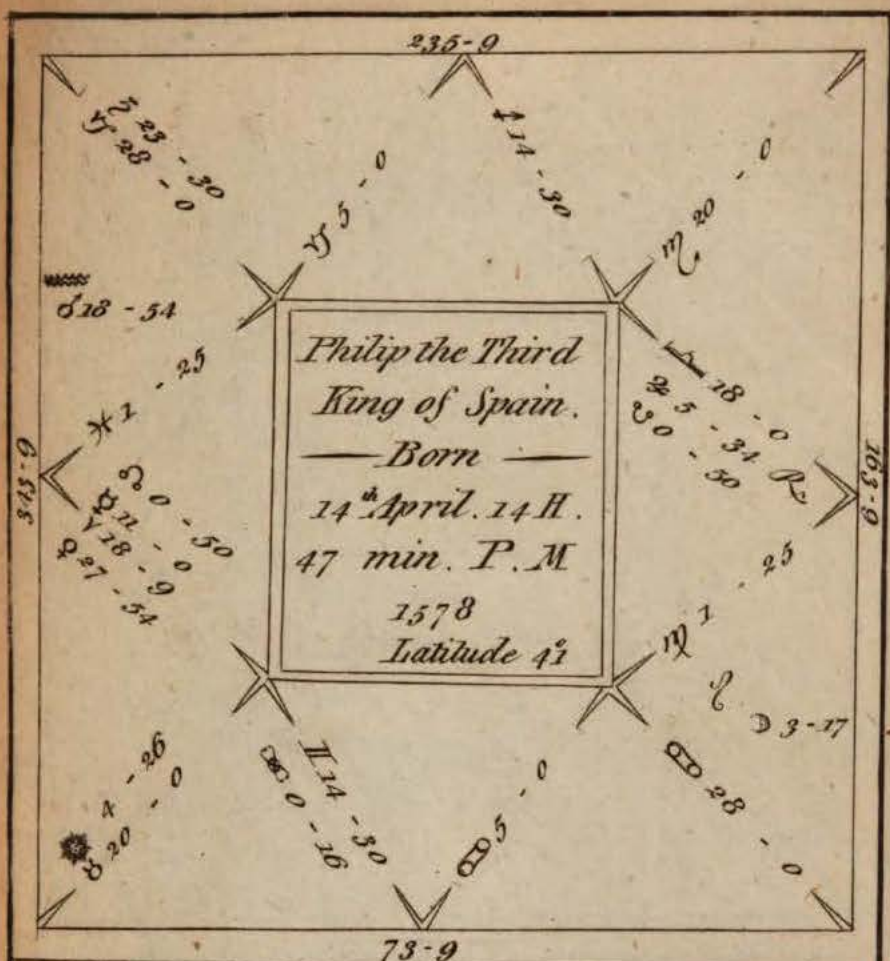 235-9
♄ 23 - 30
♑ 28 - 0
♑ 5 - 0
♐ 14 - 30
♏ 20 - 0
♒
♂ 18 - 54
♓ 1 - 25
♎ 18 - 0
♃ 5 - 34 R
☋ 0 - 50
343-9
163-9
Philip the Third
King of Spain.
Born
14th April. 14 H.
47 min. P. M
1578
Latitude 4°1
☊ 0 - 50
☿ 11 - 0
♈ 18 - 9
♀ 27 - 54
♍ 1 - 25
♌
☽ 3 - 17
♋ 28 - 0
☉ 4 - 26
♉ 20 - 0
♊ 14 - 30
0 - 16
♋ 5 - 0
73-9